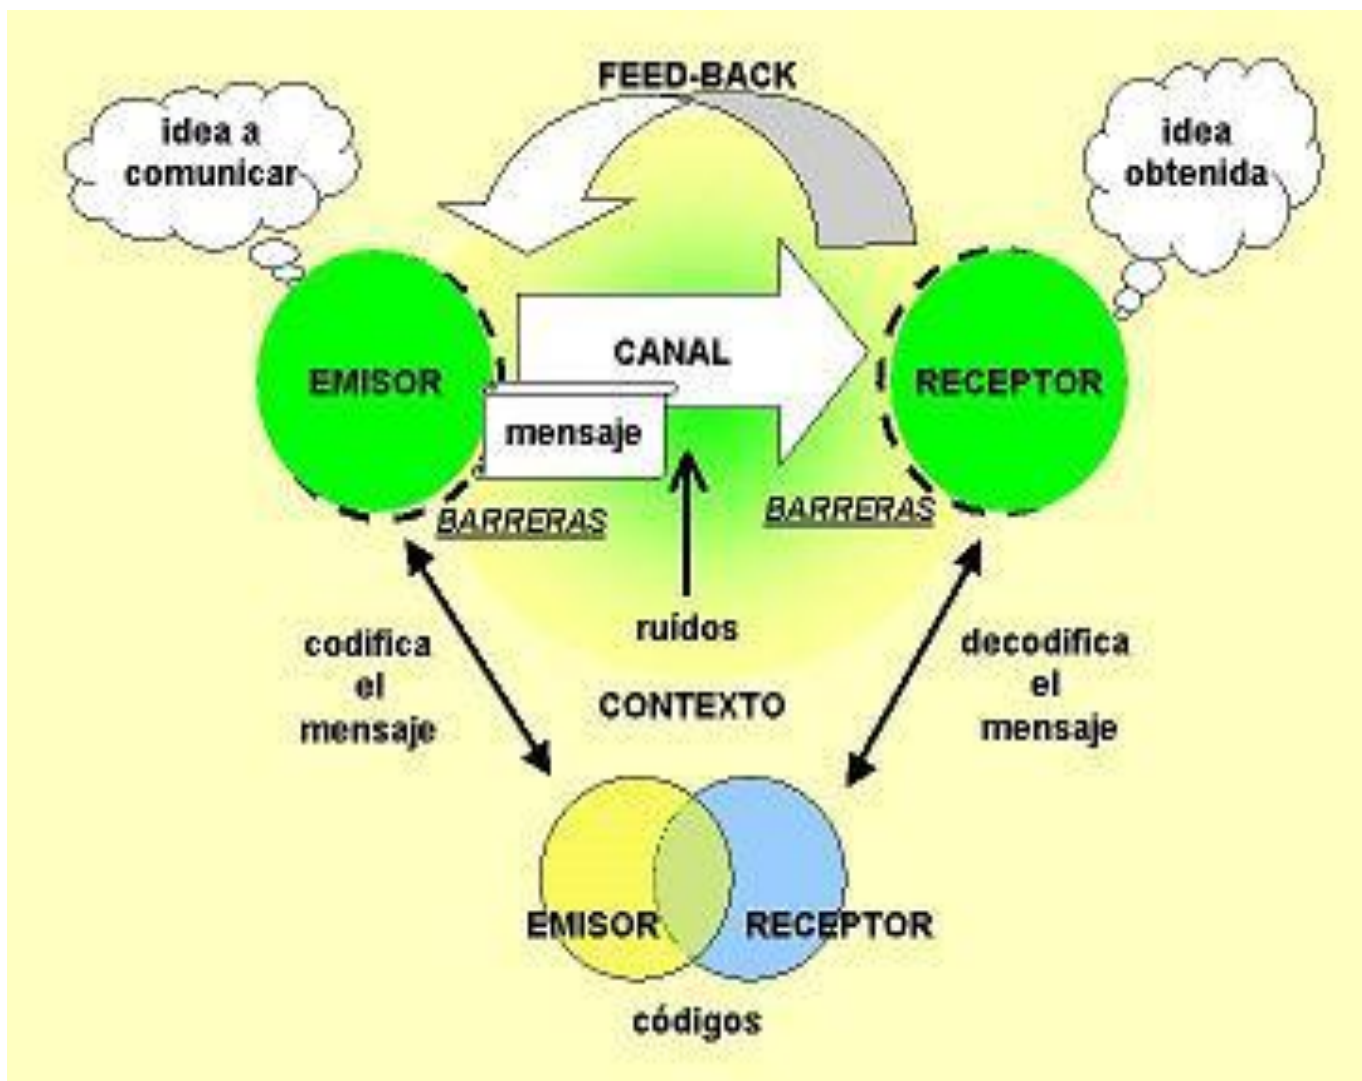 FEED-BACK
idea a
comunicar
idea
obtenida
EMISOR
CANAL
RECEPTOR
mensaje
BARRERAS
BARRERAS
ruídos
codifica
el
mensaje
decodifica
el
mensaje
CONTEXTO
EMISOR
RECEPTOR
códigos